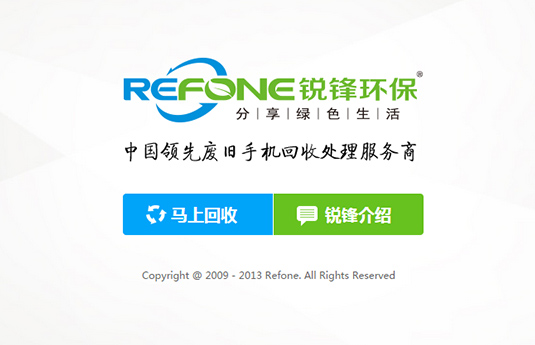 REFONE锐锋环保®
分|享|绿|色|生|活
中国领先废旧手机回收处理服务商
马上回收 锐锋介绍
Copyright @ 2009 - 2013 Refone. All Rights Reserved